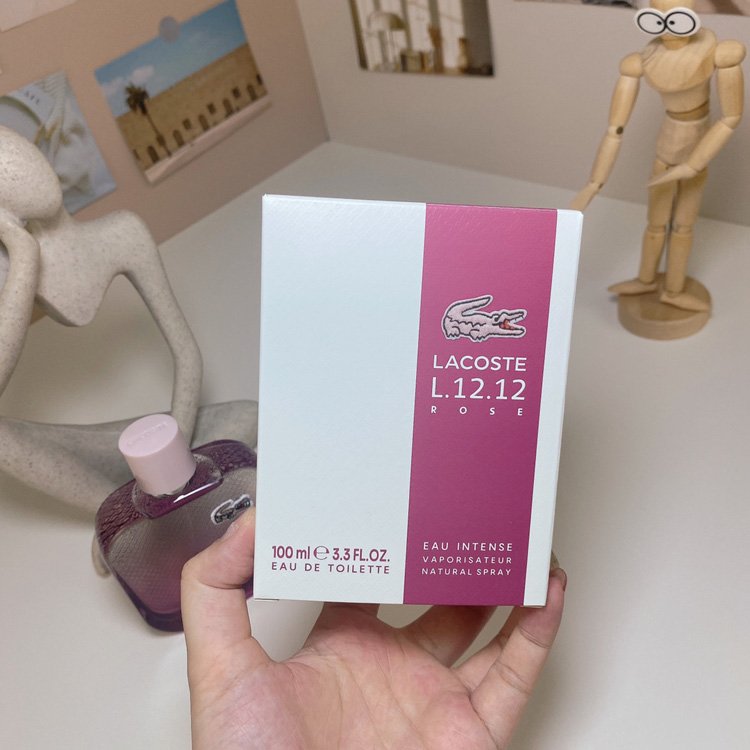 LACOSTE
L.12.12
ROSE
100 ml e 3.3 FL.OZ.
EAU DE TOILETTE
EAU INTENSE
VAPORISATEUR
NATURAL SPRAY